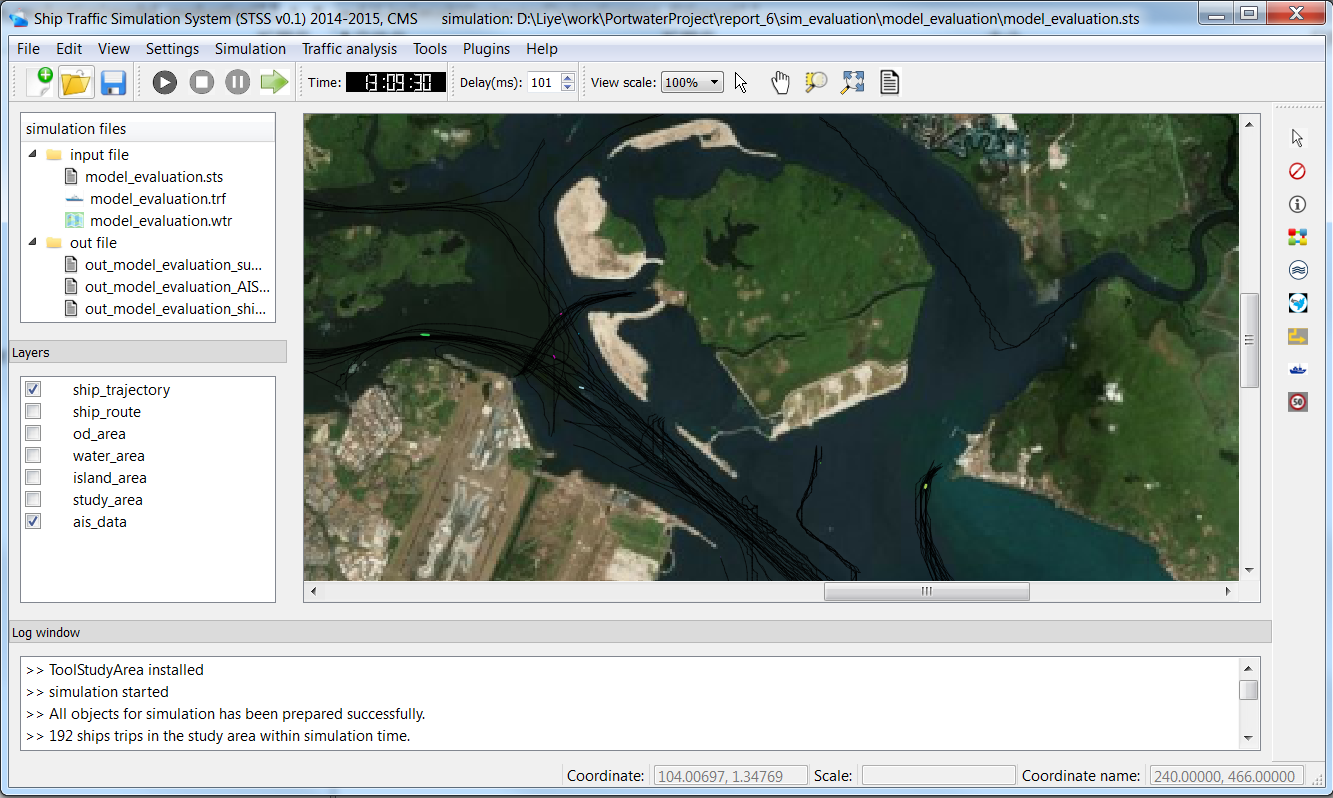 Ship Traffic Simulation System (STSS v0.1) 2014-2015, CMS simulation: D:\Liye\work\PortwaterProject\report_6\sim_evaluation\model_evaluation\model_evaluation.sts
File Edit View Settings Simulation Traffic analysis Tools Plugins Help
Time: 13:09:30 Delay(ms): 101 View scale: 100%
simulation files
input file
model_evaluation.sts
model_evaluation.trf
model_evaluation.wtr
out file
out_model_evaluation_su...
out_model_evaluation_AIS...
out_model_evaluation_shi...
Layers
ship_trajectory
ship_route
od_area
water_area
island_area
study_area
ais_data
50
Log window
>> ToolStudyArea installed
>> simulation started
>> All objects for simulation has been prepared successfully.
>> 192 ships trips in the study area within simulation time.
Coordinate: 104.00697, 1.34769 Scale: Coordinate name: 240.00000, 466.00000